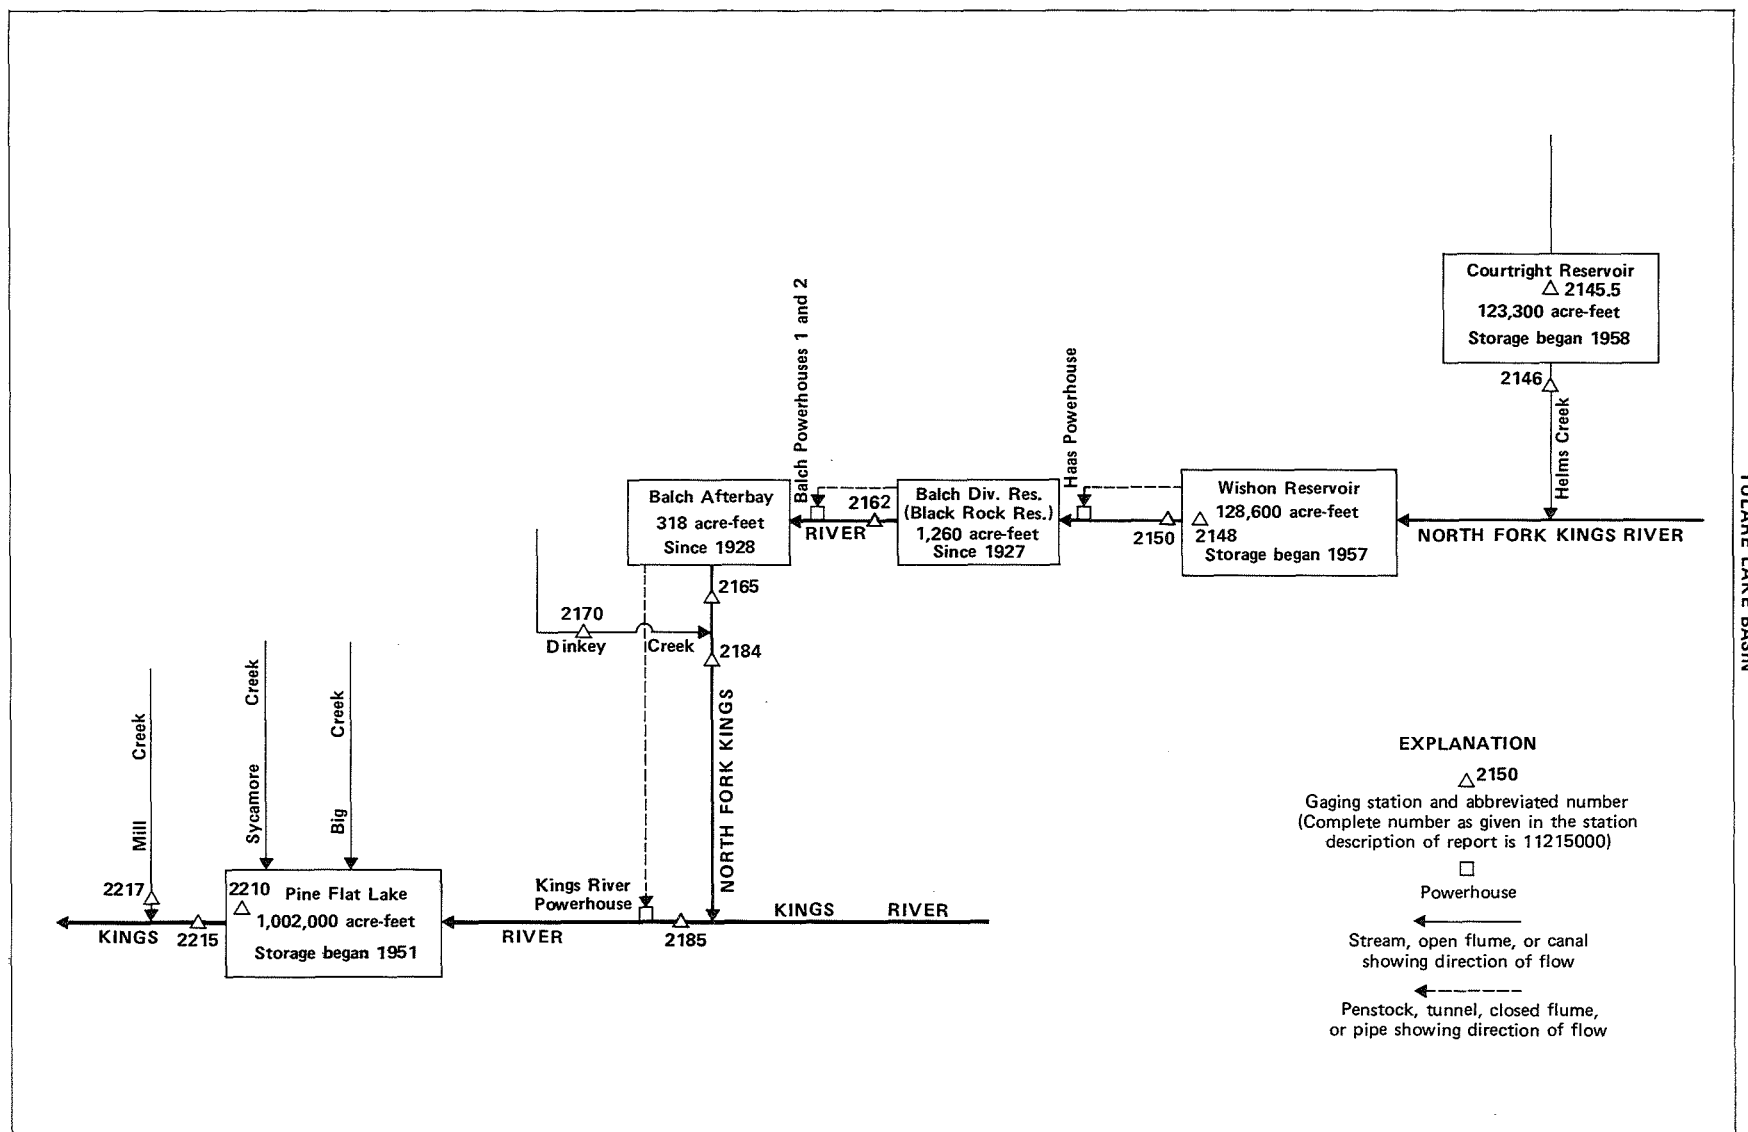 Courtright Reservoir
2145.5
123,300 acre-feet
Storage began 1958
2146
Helms Creek
NORTH FORK KINGS RIVER
Wishon Reservoir
128,600 acre-feet
2148
Storage began 1957
2150
Haas Powerhouse
Balch Div. Res.
(Black Rock Res.)
1,260 acre-feet
Since 1927
2162
RIVER
Balch Powerhouses 1 and 2
Balch Afterbay
318 acre-feet
Since 1928
2165
2170
Dinkey Creek
2184
NORTH FORK KINGS
KINGS RIVER
2185
Kings River
Powerhouse
RIVER
Big Creek
Sycamore Creek
Mill Creek
2210
Pine Flat Lake
1,002,000 acre-feet
Storage began 1951
2217
2215
KINGS
EXPLANATION
2150
Gaging station and abbreviated number
(Complete number as given in the station
description of report is 11215000)
Powerhouse
Stream, open flume, or canal
showing direction of flow
Penstock, tunnel, closed flume,
or pipe showing direction of flow
TULARE LAKE BASIN